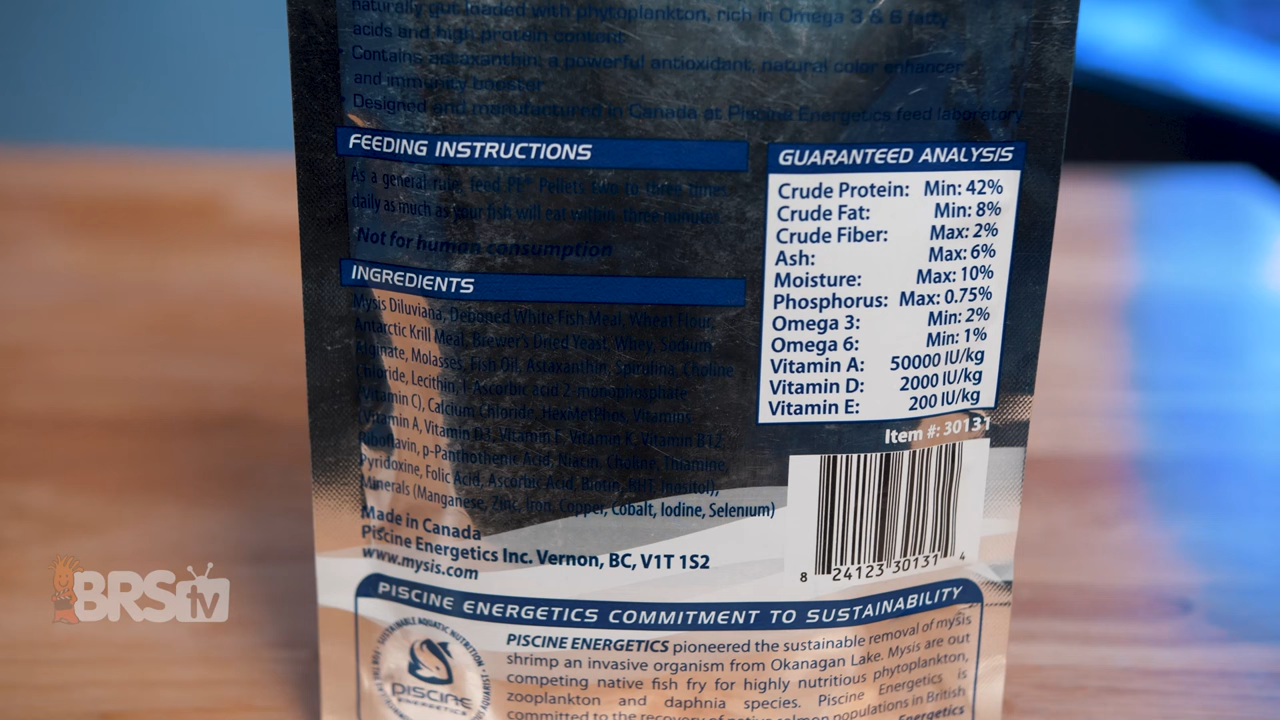 naturally gut loaded with phytoplankton, rich in Omega 3 & 6 fatty
acids and high protein content
Contains astaxanthin, a powerful antioxidant, natural color enhancer
and immunity booster
Designed and manufactured in Canada at Piscine Energetics feed laboratory
FEEDING INSTRUCTIONS
As a general rule, feed PE® Pellets two to three times
daily as much as your fish will eat within three minutes.
Not for human consumption
INGREDIENTS
Mysis Diluviana, Deboned White Fish Meal, Wheat Flour,
Antarctic Krill Meal, Brewer's Dried Yeast, Whey, Sodium
Alginate, Molasses, Fish Oil, Astaxanthin, Spirulina, Choline
Chloride, Lecithin, l-Ascorbic acid 2-monophosphate
(Vitamin C), Calcium Chloride, HexMetPhos, Vitamins
(Vitamin A, Vitamin D3, Vitamin E, Vitamin K, Vitamin B12,
Riboflavin, p-Panthothenic Acid, Niacin, Choline, Thiamine,
Pyridoxine, Folic Acid, Ascorbic Acid, Biotin, BHT, Inositol),
Minerals (Manganese, Zinc, Iron, Copper, Cobalt, Iodine, Selenium)
Made in Canada
Piscine Energetics Inc. Vernon, BC, V1T 1S2
www.mysis.com
GUARANTEED ANALYSIS
Crude Protein: Min: 42%
Crude Fat: Min: 8%
Crude Fiber: Max: 2%
Ash: Max: 6%
Moisture: Max: 10%
Phosphorus: Max: 0.75%
Omega 3: Min: 2%
Omega 6: Min: 1%
Vitamin A: 50000 IU/kg
Vitamin D: 2000 IU/kg
Vitamin E: 200 IU/kg
Item #: 30131
8 24123 30131 4
PISCINE ENERGETICS COMMITMENT TO SUSTAINABILITY
SUSTAINABLE AQUATIC NUTRITION
PISCINE
ENERGETICS
PISCINE ENERGETICS pioneered the sustainable removal of mysis
shrimp an invasive organism from Okanagan Lake. Mysis are out
competing native fish fry for highly nutritious phytoplankton,
zooplankton and daphnia species. Piscine Energetics is
committed to the recovery of native salmon populations in British
Energetics
BRStv